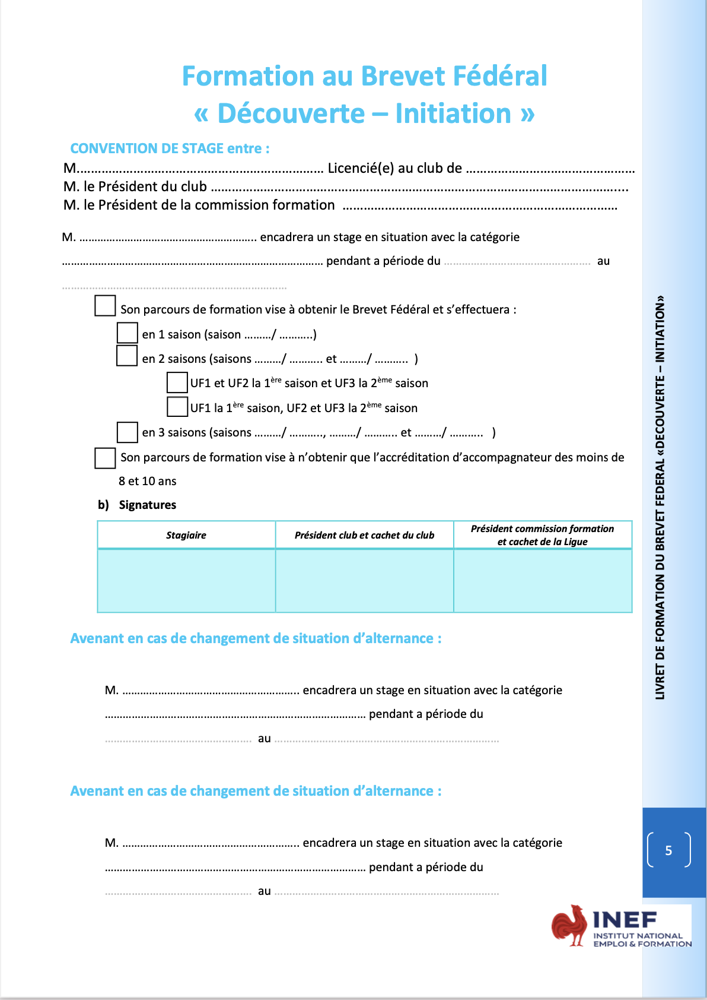 Formation au Brevet Fédéral
« Découverte – Initiation »
CONVENTION DE STAGE entre :
M.…………………………………………………………… Licencié(e) au club de …………………………………………
M. le Président du club ……………………………………………………………………………………………………....
M. le Président de la commission formation ……………………………………………………………………
M. ………………………………………………….. encadrera un stage en situation avec la catégorie
…………………………………………………………………………… pendant a période du …………………………………………. au
…………………………………………………………………
Son parcours de formation vise à obtenir le Brevet Fédéral et s’effectuera :
en 1 saison (saison ………/ ………..)
en 2 saisons (saisons ………/ ……….. et ………/ ……….. )
UF1 et UF2 la 1ère saison et UF3 la 2ème saison
UF1 la 1ère saison, UF2 et UF3 la 2ème saison
en 3 saisons (saisons ………/ ……….., ………/ ……….. et ………/ ……….. )
Son parcours de formation vise à n’obtenir que l’accréditation d’accompagnateur des moins de
8 et 10 ans
b) Signatures
Stagiaire
Président club et cachet du club
Président commission formation
et cachet de la Ligue
Avenant en cas de changement de situation d’alternance :
M. ………………………………………………….. encadrera un stage en situation avec la catégorie
…………………………………………………………………………… pendant a période du
…………………………………………. au …………………………………………………………………
Avenant en cas de changement de situation d’alternance :
M. ………………………………………………….. encadrera un stage en situation avec la catégorie
…………………………………………………………………………… pendant a période du
…………………………………………. au …………………………………………………………………
LIVRET DE FORMATION DU BREVET FEDERAL «DECOUVERTE – INITIATION»
5
INEF
INSTITUT NATIONAL
EMPLOI & FORMATION